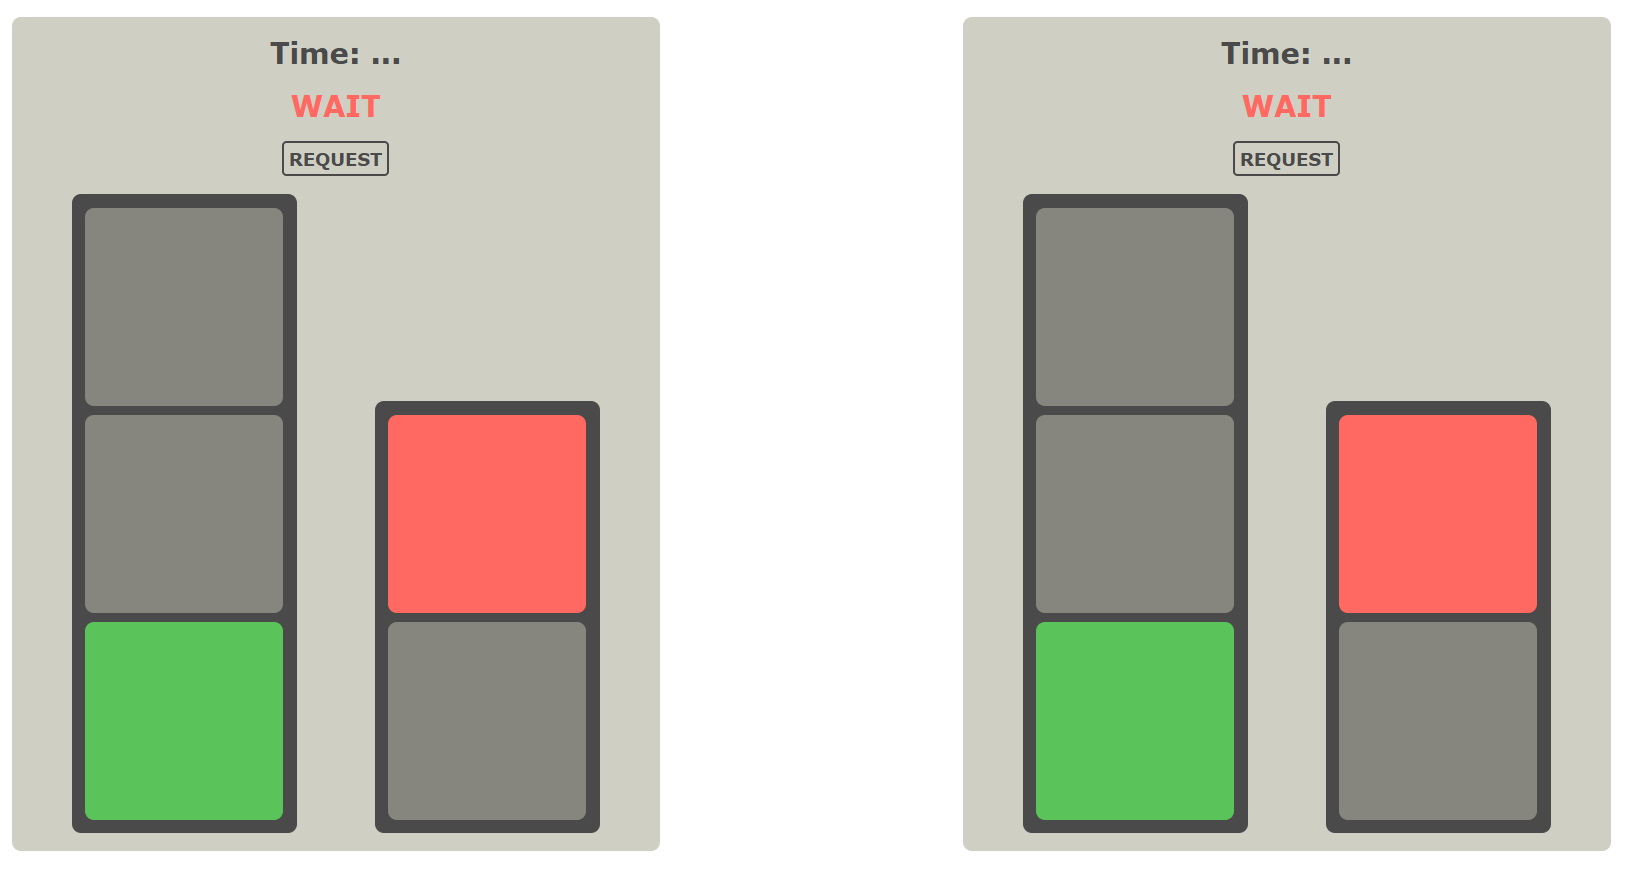 Time: ...
WAIT
REQUEST
Time: ...
WAIT
REQUEST